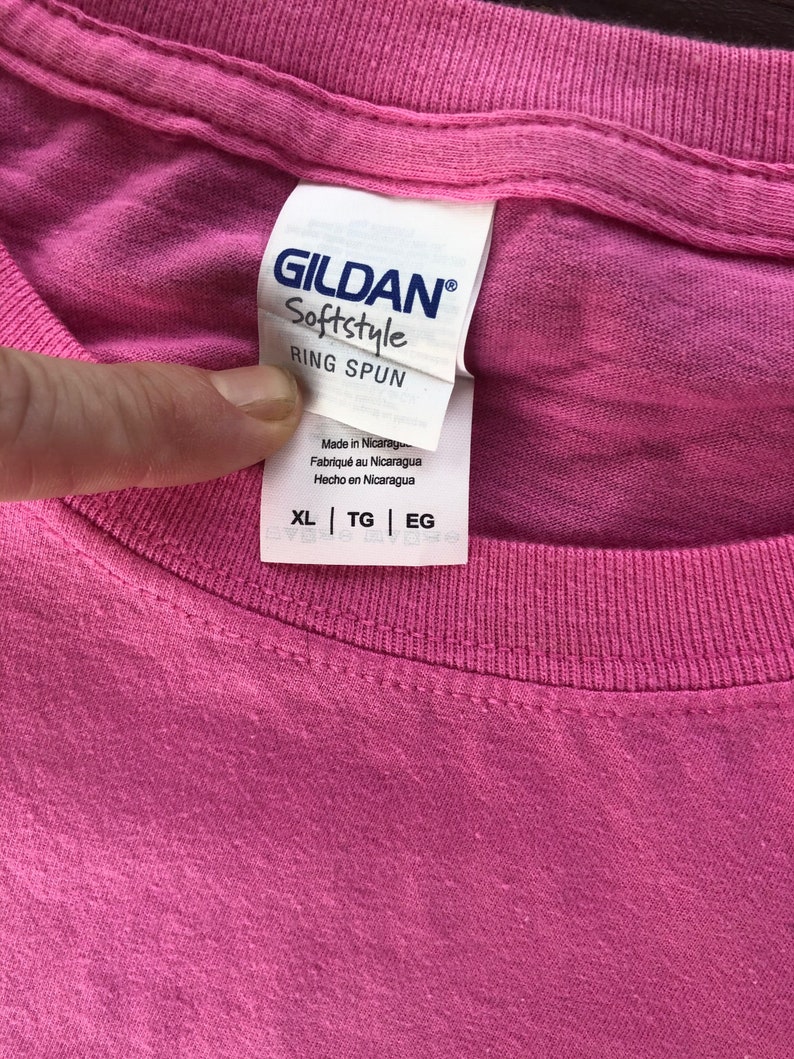 GILDAN®
Softstyle
RING SPUN
Made in Nicaragua
Fabriqué au Nicaragua
Hecho en Nicaragua
XL | TG | EG